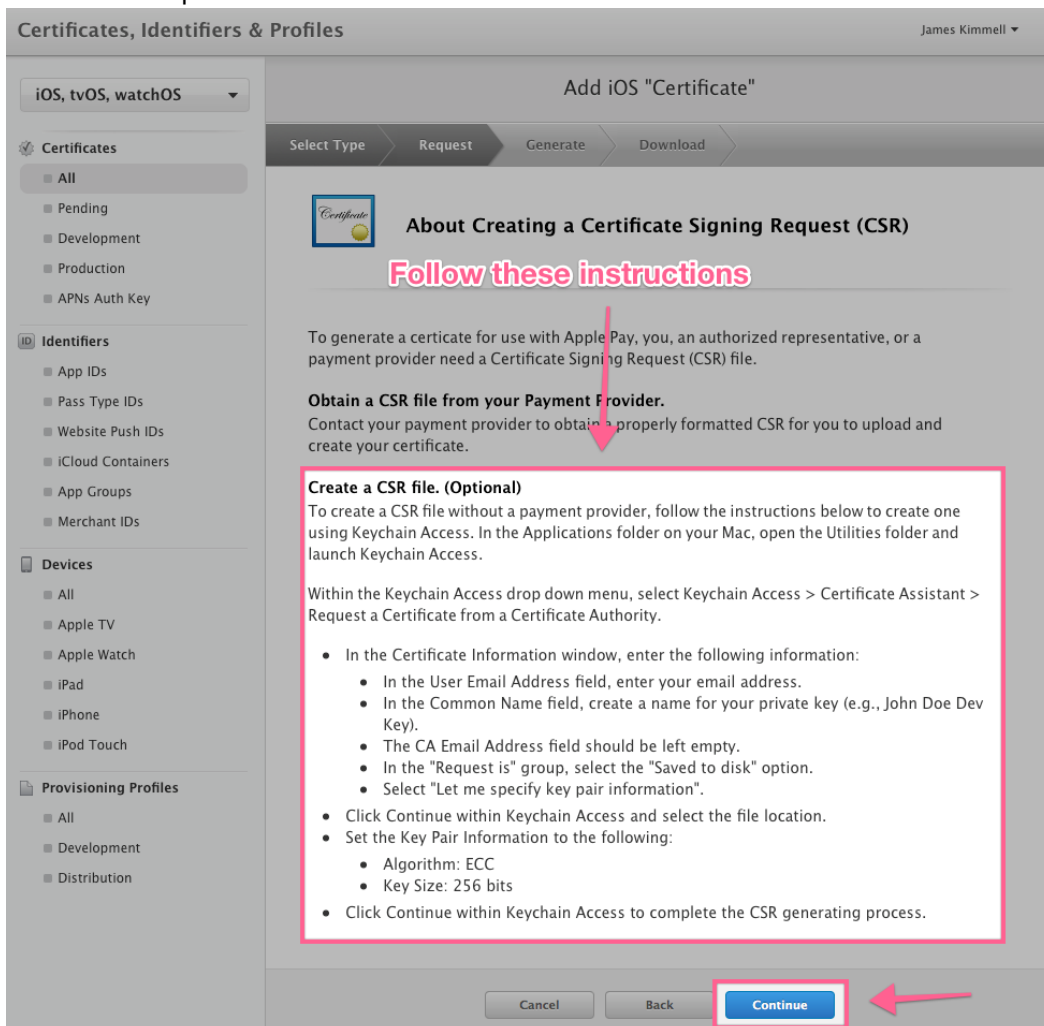 Certificates, Identifiers & Profiles
James Kimmell
iOS, tvOS, watchOS
Add iOS "Certificate"
Certificates
All
Pending
Development
Production
APNs Auth Key
Identifiers
App IDs
Pass Type IDs
Website Push IDs
iCloud Containers
App Groups
Merchant IDs
Devices
All
Apple TV
Apple Watch
iPad
iPhone
iPod Touch
Provisioning Profiles
All
Development
Distribution
Select Type
Request
Generate
Download
Certificate
About Creating a Certificate Signing Request (CSR)
Follow these instructions
To generate a certicate for use with Apple Pay, you, an authorized representative, or a
payment provider need a Certificate Signing Request (CSR) file.
Obtain a CSR file from your Payment Provider.
Contact your payment provider to obtain a properly formatted CSR for you to upload and
create your certificate.
Create a CSR file. (Optional)
To create a CSR file without a payment provider, follow the instructions below to create one
using Keychain Access. In the Applications folder on your Mac, open the Utilities folder and
launch Keychain Access.
Within the Keychain Access drop down menu, select Keychain Access > Certificate Assistant >
Request a Certificate from a Certificate Authority.
• In the Certificate Information window, enter the following information:
• In the User Email Address field, enter your email address.
• In the Common Name field, create a name for your private key (e.g., John Doe Dev
Key).
• The CA Email Address field should be left empty.
• In the "Request is" group, select the "Saved to disk" option.
• Select "Let me specify key pair information".
• Click Continue within Keychain Access and select the file location.
• Set the Key Pair Information to the following:
• Algorithm: ECC
• Key Size: 256 bits
• Click Continue within Keychain Access to complete the CSR generating process.
Cancel
Back
Continue